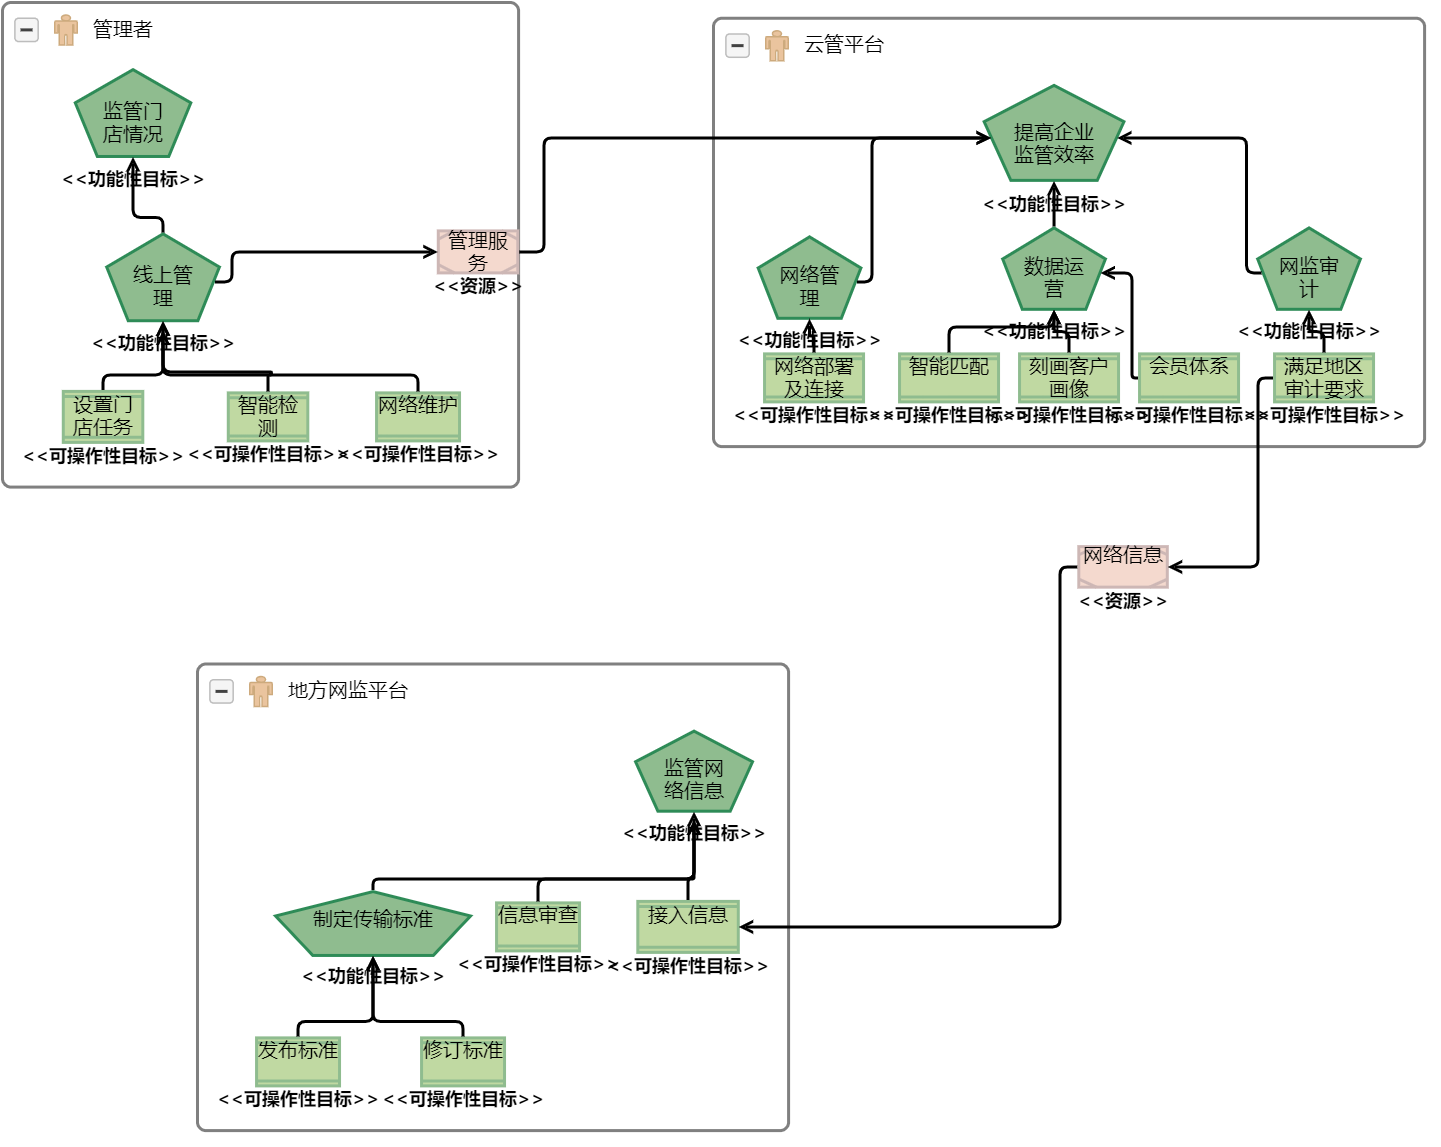 管理者
监管门
店情况
<<功能性目标>>
线上管
理
<<功能性目标>>
管理服
务
<<资源>>
设置门
店任务
<<可操作性目标>>
智能检
测
<<可操作性目标>>
网络维护
<<可操作性目标>>
云管平台
提高企业
监管效率
<<功能性目标>>
网络管
理
<<功能性目标>>
数据运
营
<<功能性目标>>
网监审
计
<<功能性目标>>
网络部署
及连接
<<可操作性目标>>
智能匹配
<<可操作性目标>>
刻画客户
画像
<<可操作性目标>>
会员体系
<<可操作性目标>>
满足地区
审计要求
<<可操作性目标>>
网络信息
<<资源>>
地方网监平台
监管网
络信息
<<功能性目标>>
制定传输标准
<<功能性目标>>
信息审查
<<可操作性目标>>
接入信息
<<可操作性目标>>
发布标准
<<可操作性目标>>
修订标准
<<可操作性目标>>